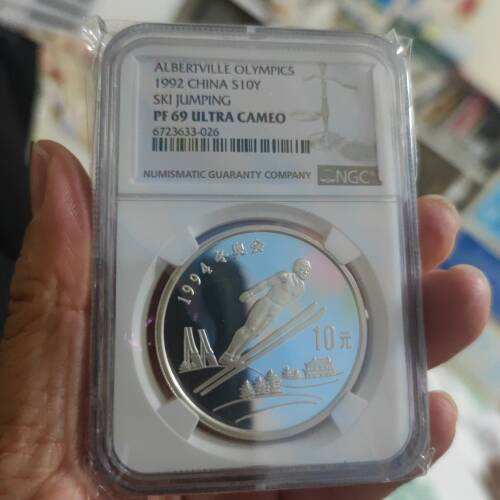 ALBERTVILLE OLYMPICS
1992 CHINA S10Y
SKI JUMPING
PF 69 ULTRA CAMEO
6723633-026
NUMISMATIC GUARANTY COMPANY
NGC
1994冬奥会
10元